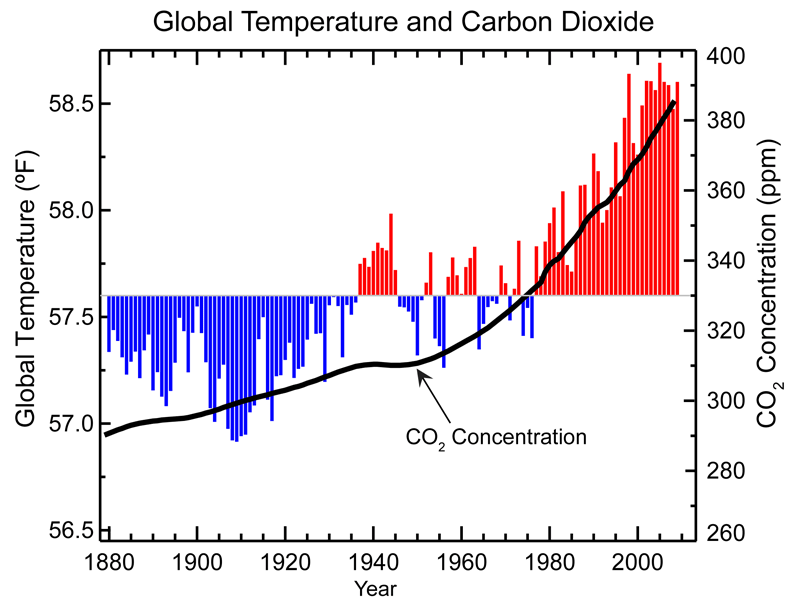 Global Temperature and Carbon Dioxide
Global Temperature (ºF)
58.5
58.0
57.5
57.0
56.5
400
380
360
340
320
300
280
260
CO₂ Concentration (ppm)
CO₂ Concentration
1880 1900 1920 1940 1960 1980 2000
Year